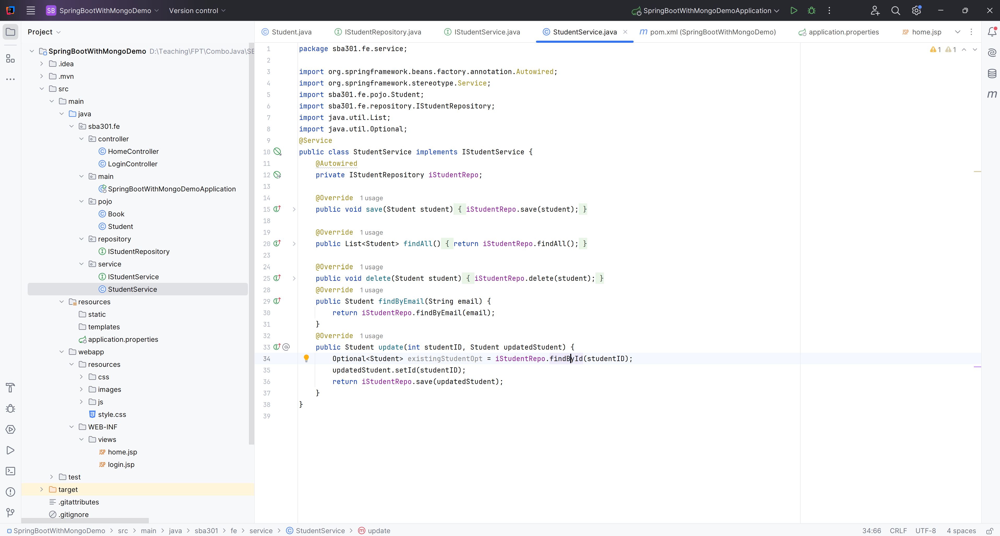 SB SpringBootWithMongoDemo Version control SpringBootWithMongoDemoApplication
Project
Student.java IStudentRepository.java IStudentService.java StudentService.java pom.xml (SpringBootWithMongoDemo) application.properties home.jsp
SpringBootWithMongoDemo D:\Teaching\FPT\ComboJava\SB
.idea
.mvn
src
main
java
sba301.fe
controller
HomeController
LoginController
main
SpringBootWithMongoDemoApplication
pojo
Book
Student
repository
IStudentRepository
service
IStudentService
StudentService
resources
static
templates
application.properties
webapp
resources
css
images
js
style.css
WEB-INF
views
JSP home.jsp
JSP login.jsp
test
target
.gitattributes
.gitignore
1 package sba301.fe.service;
2
3 import org.springframework.beans.factory.annotation.Autowired;
4 import org.springframework.stereotype.Service;
5 import sba301.fe.pojo.Student;
6 import sba301.fe.repository.IStudentRepository;
7 import java.util.List;
8 import java.util.Optional;
9 @Service
10 public class StudentService implements IStudentService {
11 @Autowired
12 private IStudentRepository iStudentRepo;
13
14 @Override 1 usage
15 public void save(Student student) { iStudentRepo.save(student); }
18
19 @Override 1 usage
20 public List<Student> findAll() { return iStudentRepo.findAll(); }
23
24 @Override 1 usage
25 public void delete(Student student) { iStudentRepo.delete(student); }
28 @Override 1 usage
29 public Student findByEmail(String email) {
30 return iStudentRepo.findByEmail(email);
31 }
32 @Override 1 usage
33 public Student update(int studentID, Student updatedStudent) {
34 Optional<Student> existingStudentOpt = iStudentRepo.findById(studentID);
35 updatedStudent.setId(studentID);
36 return iStudentRepo.save(updatedStudent);
37 }
38 }
39
1 1
SpringBootWithMongoDemo > src > main > java > sba301 > fe > service > StudentService > update 34:66 CRLF UTF-8 4 spaces